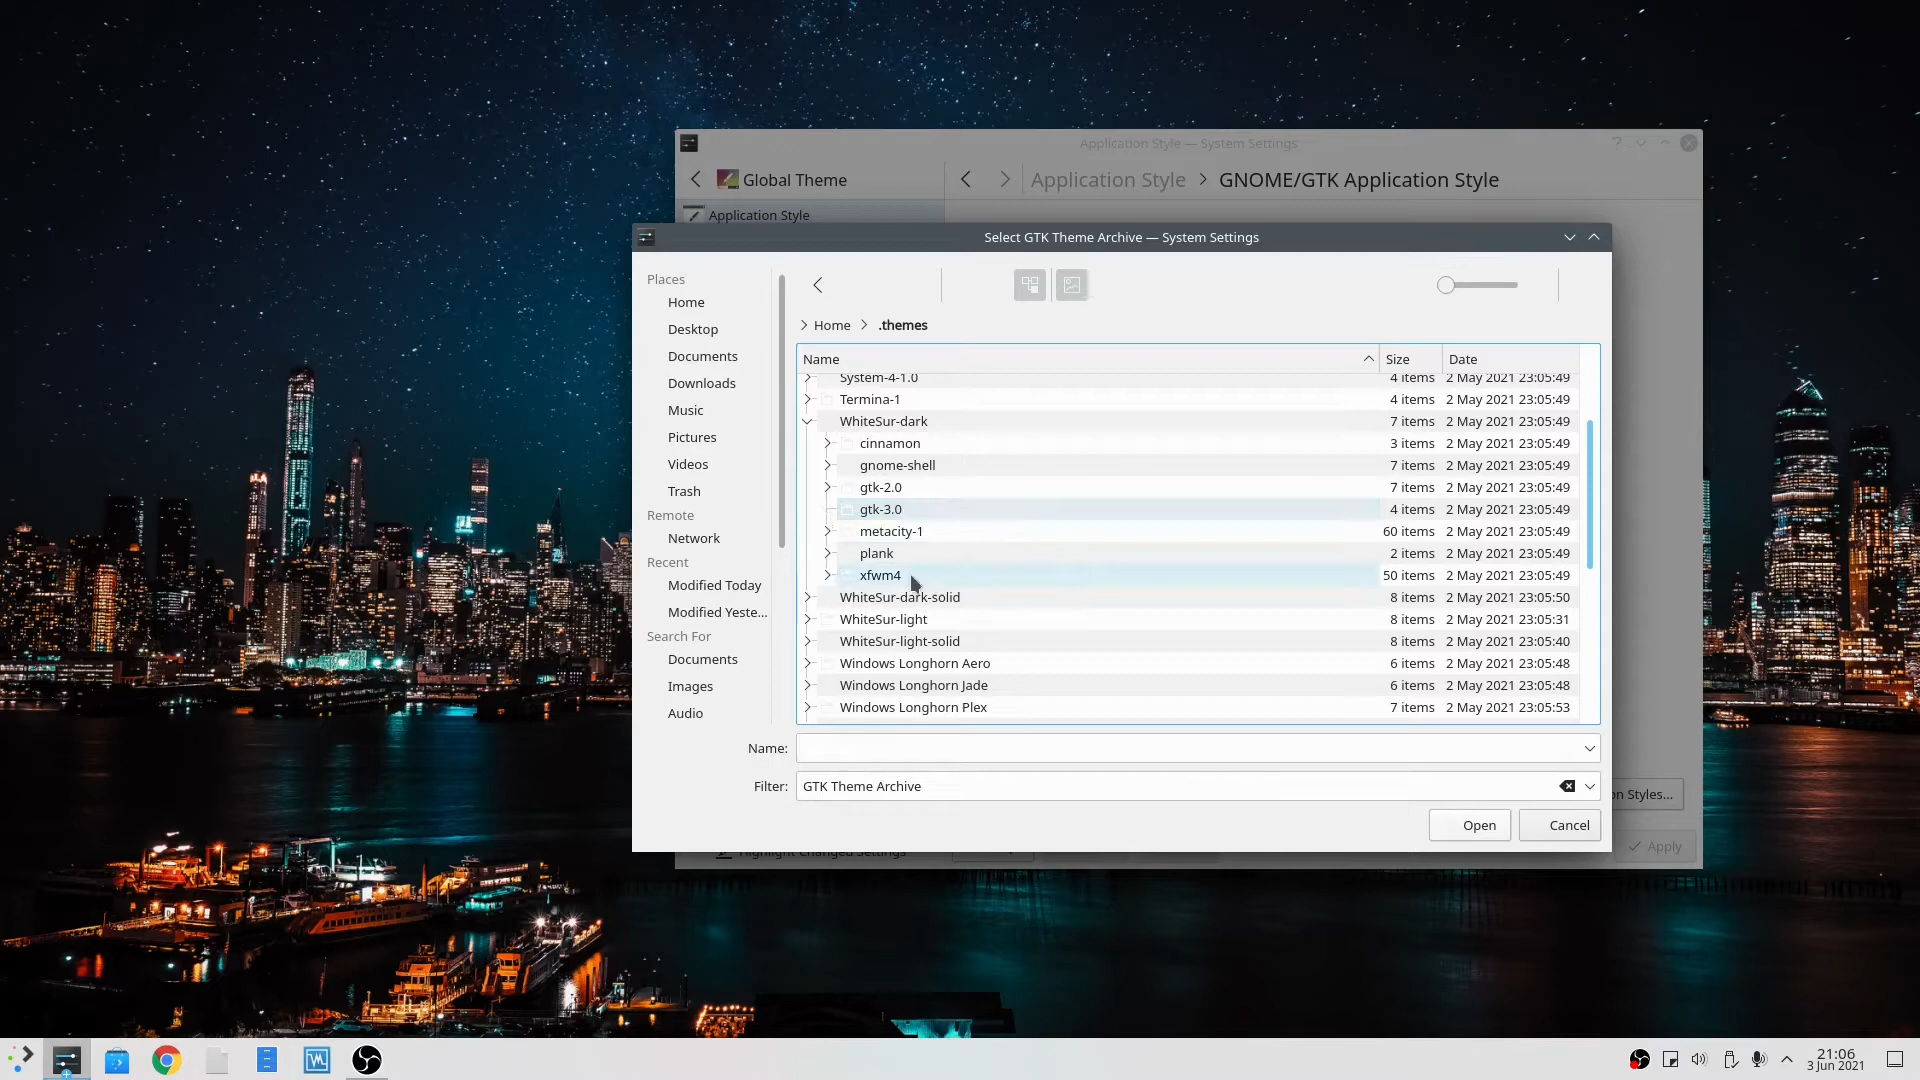 Application Style — System Settings
Global Theme
Application Style > GNOME/GTK Application Style
Application Style
Select GTK Theme Archive — System Settings
Places
Home
Desktop
Documents
Downloads
Music
Pictures
Videos
Trash
Remote
Network
Recent
Modified Today
Modified Yeste...
Search For
Documents
Images
Audio
> Home > .themes
Name Size Date
System-4-1.0 4 items 2 May 2021 23:05:49
Termina-1 4 items 2 May 2021 23:05:49
WhiteSur-dark 7 items 2 May 2021 23:05:49
cinnamon 3 items 2 May 2021 23:05:49
gnome-shell 7 items 2 May 2021 23:05:49
gtk-2.0 7 items 2 May 2021 23:05:49
gtk-3.0 4 items 2 May 2021 23:05:49
metacity-1 60 items 2 May 2021 23:05:49
plank 2 items 2 May 2021 23:05:49
xfwm4 50 items 2 May 2021 23:05:49
WhiteSur-dark-solid 8 items 2 May 2021 23:05:50
WhiteSur-light 8 items 2 May 2021 23:05:31
WhiteSur-light-solid 8 items 2 May 2021 23:05:40
Windows Longhorn Aero 6 items 2 May 2021 23:05:48
Windows Longhorn Jade 6 items 2 May 2021 23:05:48
Windows Longhorn Plex 7 items 2 May 2021 23:05:53
Name:
Filter: GTK Theme Archive
Open Cancel
Styles...
Highlight Changed Settings
Apply
21:06
3 Jun 2021